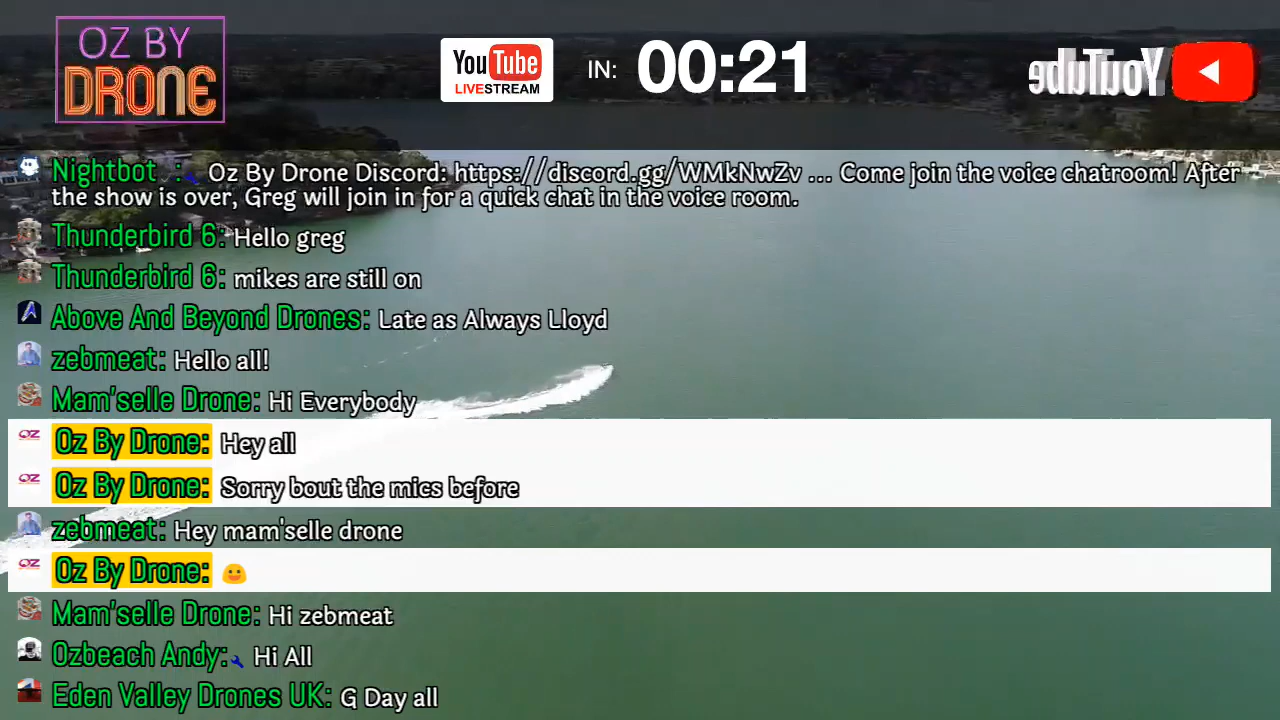 OZ BY
DRONE
YouTube
LIVESTREAM
IN: 00:21
YouTube
Nightbot : Oz By Drone Discord: https://discord.gg/WMkNwZv ... Come join the voice chatroom! After
the show is over, Greg will join in for a quick chat in the voice room.
Thunderbird 6: Hello greg
Thunderbird 6: mikes are still on
Above And Beyond Drones: Late as Always Lloyd
zebmeat: Hello all!
Mam'selle Drone: Hi Everybody
OZ Oz By Drone: Hey all
OZ Oz By Drone: Sorry bout the mics before
zebmeat: Hey mam'selle drone
OZ Oz By Drone: 😀
Mam'selle Drone: Hi zebmeat
Ozbeach Andy: Hi All
Eden Valley Drones UK: G Day all